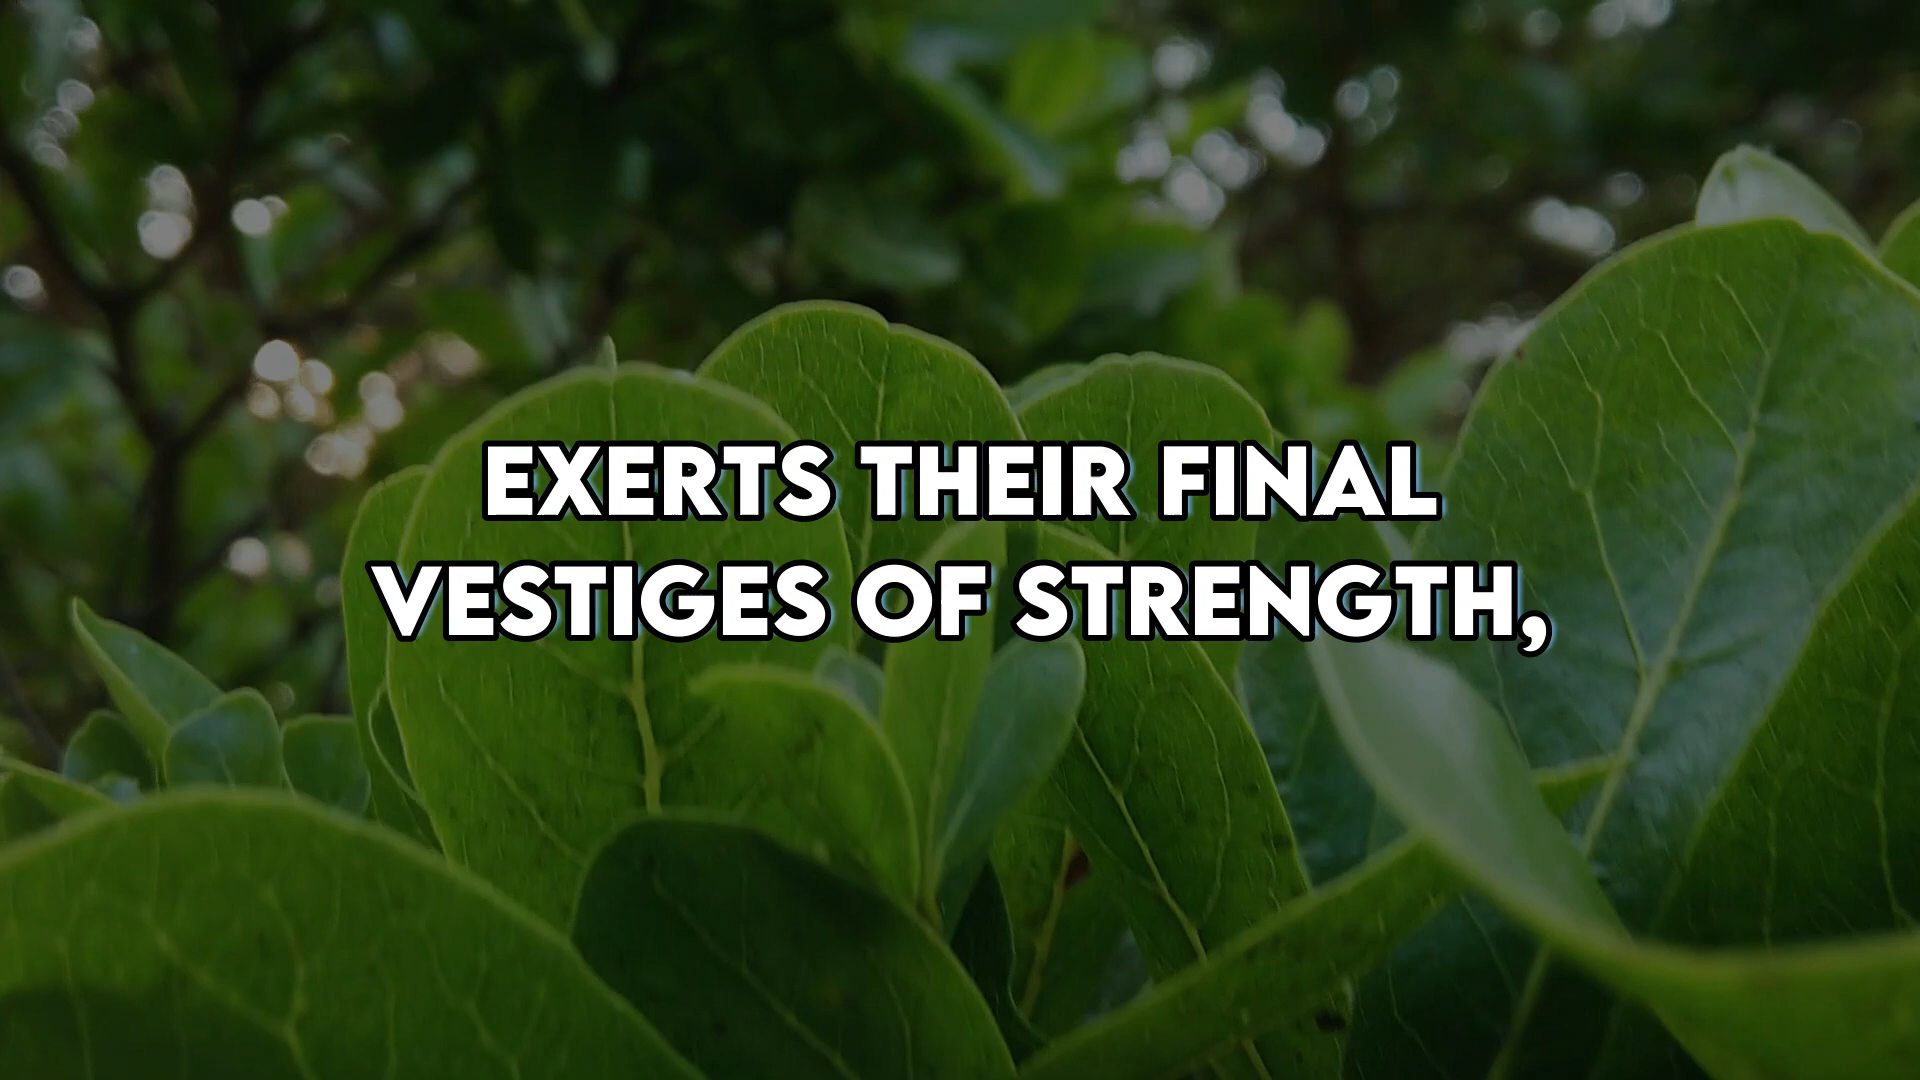 EXERTS THEIR FINAL
VESTIGES OF STRENGTH,